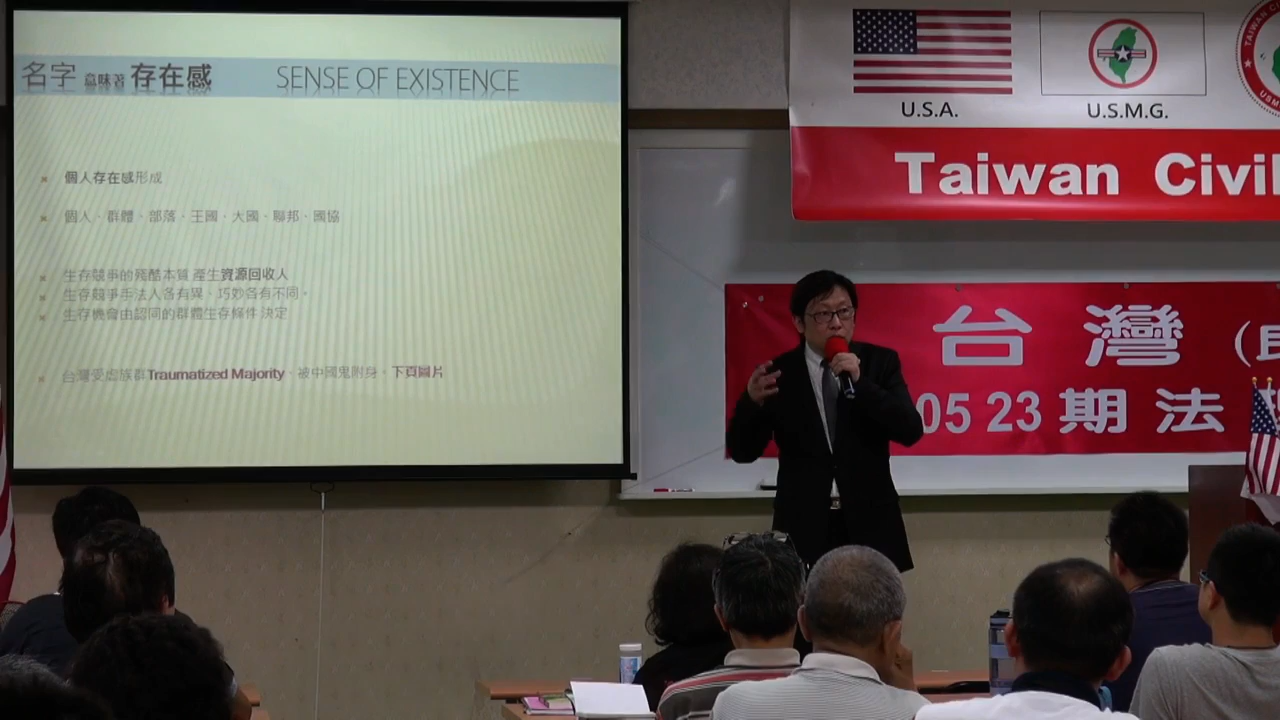 名字 意味著 存在感 SENSE OF EXISTENCE
個人存在感形成
個人、群體、部落、王國、大國、聯邦、國協
生存競爭的殘酷本質 產生資源回收人
生存競爭手法人各有異、巧妙各有不同。
生存機會由認同的群體生存條件 決定
台灣受虐族群Traumatized Majority
被中國鬼附身
下頁圖片
U.S.A.
U.S.M.G.
TAIWAN
Taiwan Civil
台灣
05 23 期 法